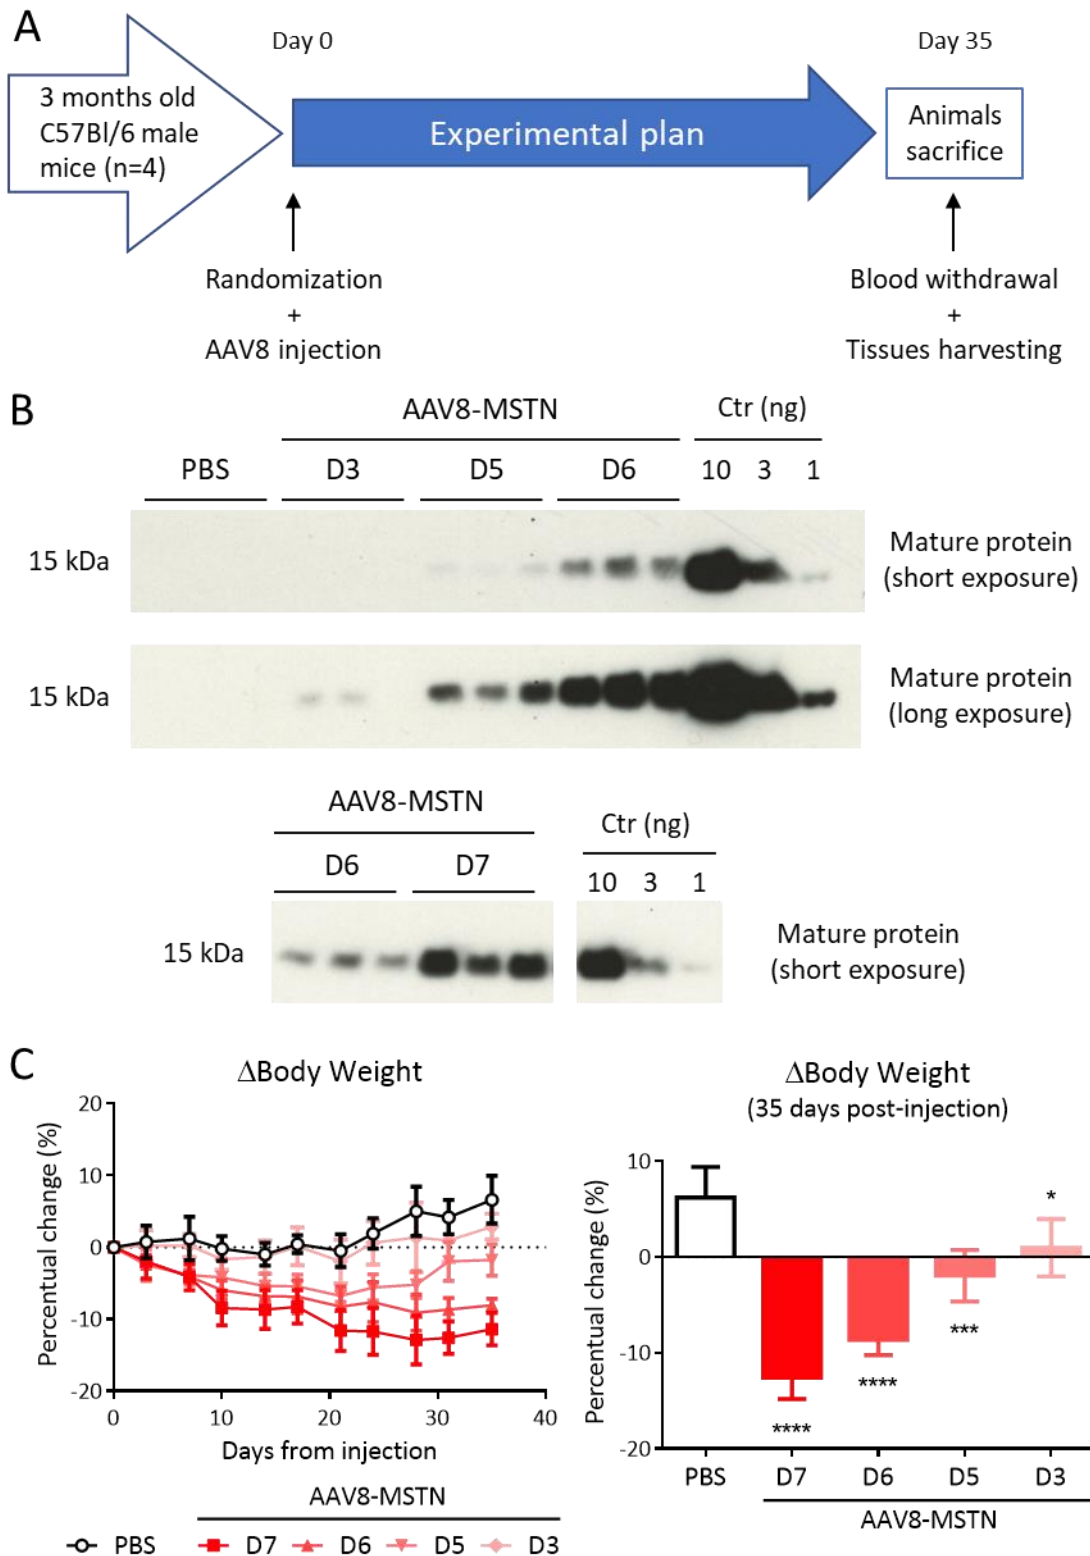 A
Day 0
Day 35
3 months old
C57Bl/6 male
mice (n=4)
Experimental plan
Animals
sacrifice
Randomization
+
AAV8 injection
Blood withdrawal
+
Tissues harvesting
B
AAV8-MSTN
Ctr (ng)
PBS
D3
D5
D6
10
3
1
15 kDa
Mature protein
(short exposure)
15 kDa
Mature protein
(long exposure)
AAV8-MSTN
Ctr (ng)
D6
D7
10
3
1
15 kDa
Mature protein
(short exposure)
C
ΔBody Weight
Percentual change (%)
20
10
0
-10
-20
0
10
20
30
40
Days from injection
AAV8-MSTN
PBS
D7
D6
D5
D3
ΔBody Weight
(35 days post-injection)
Percentual change (%)
10
0
-10
-20
****
****
***
*
PBS
D7
D6
D5
D3
AAV8-MSTN